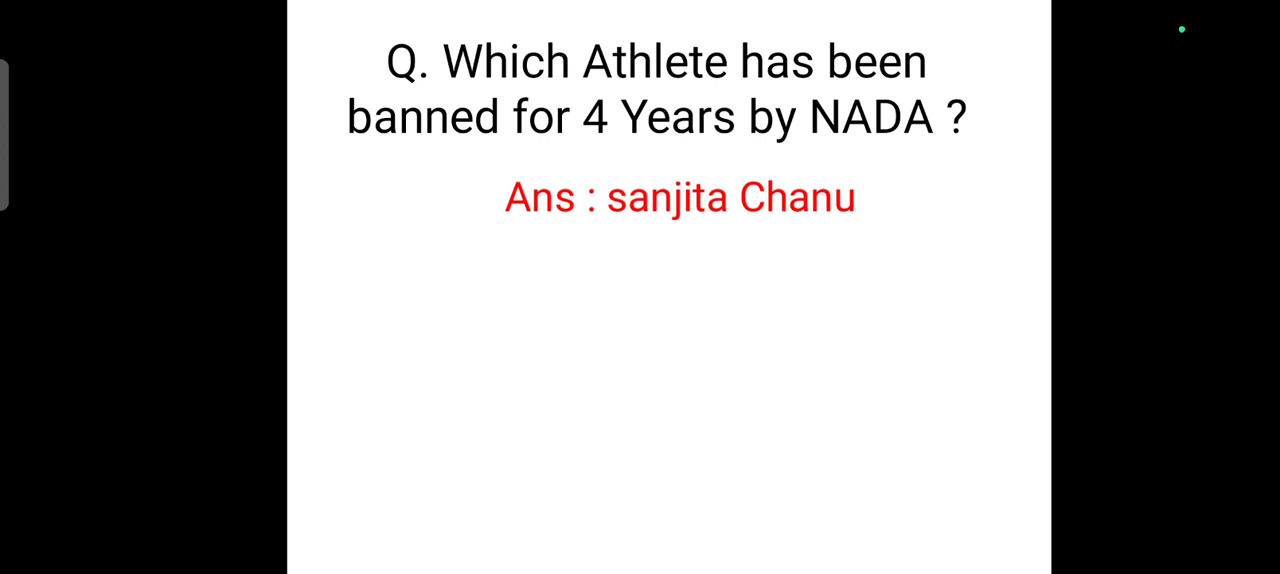 Q. Which Athlete has been
banned for 4 Years by NADA ?
Ans : sanjita Chanu